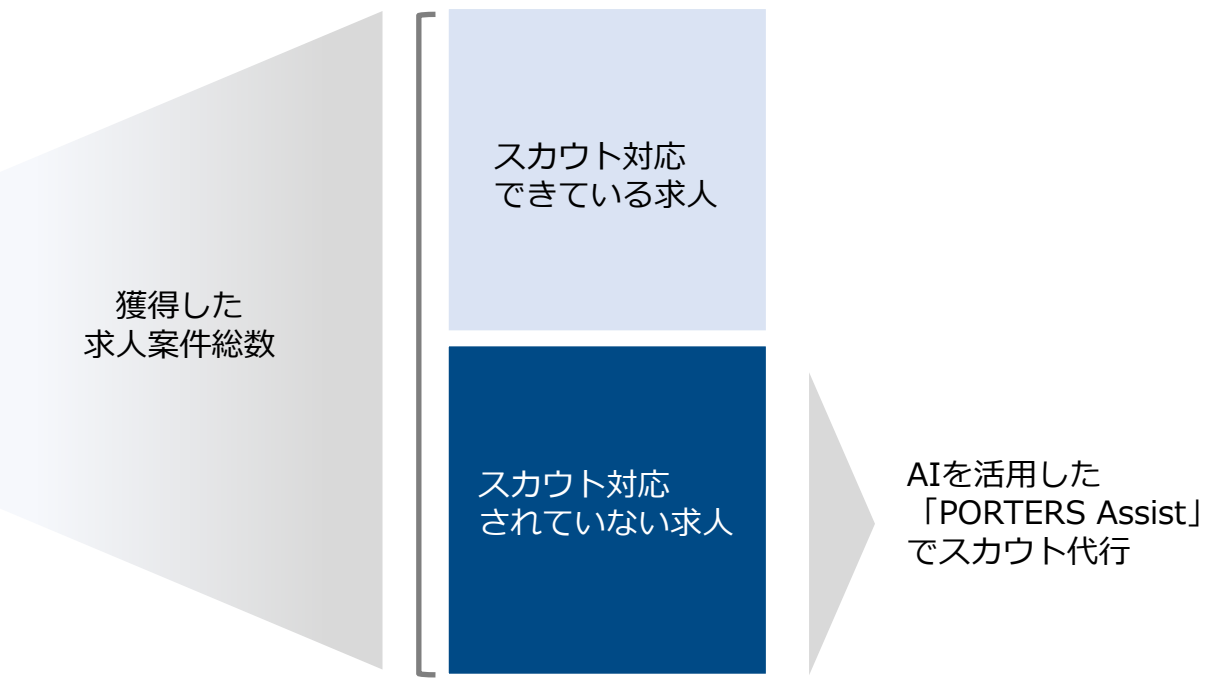 獲得した
求人案件総数
スカウト対応
できている求人
スカウト対応
されていない求人
AIを活用した
「PORTERS Assist」
でスカウト代行